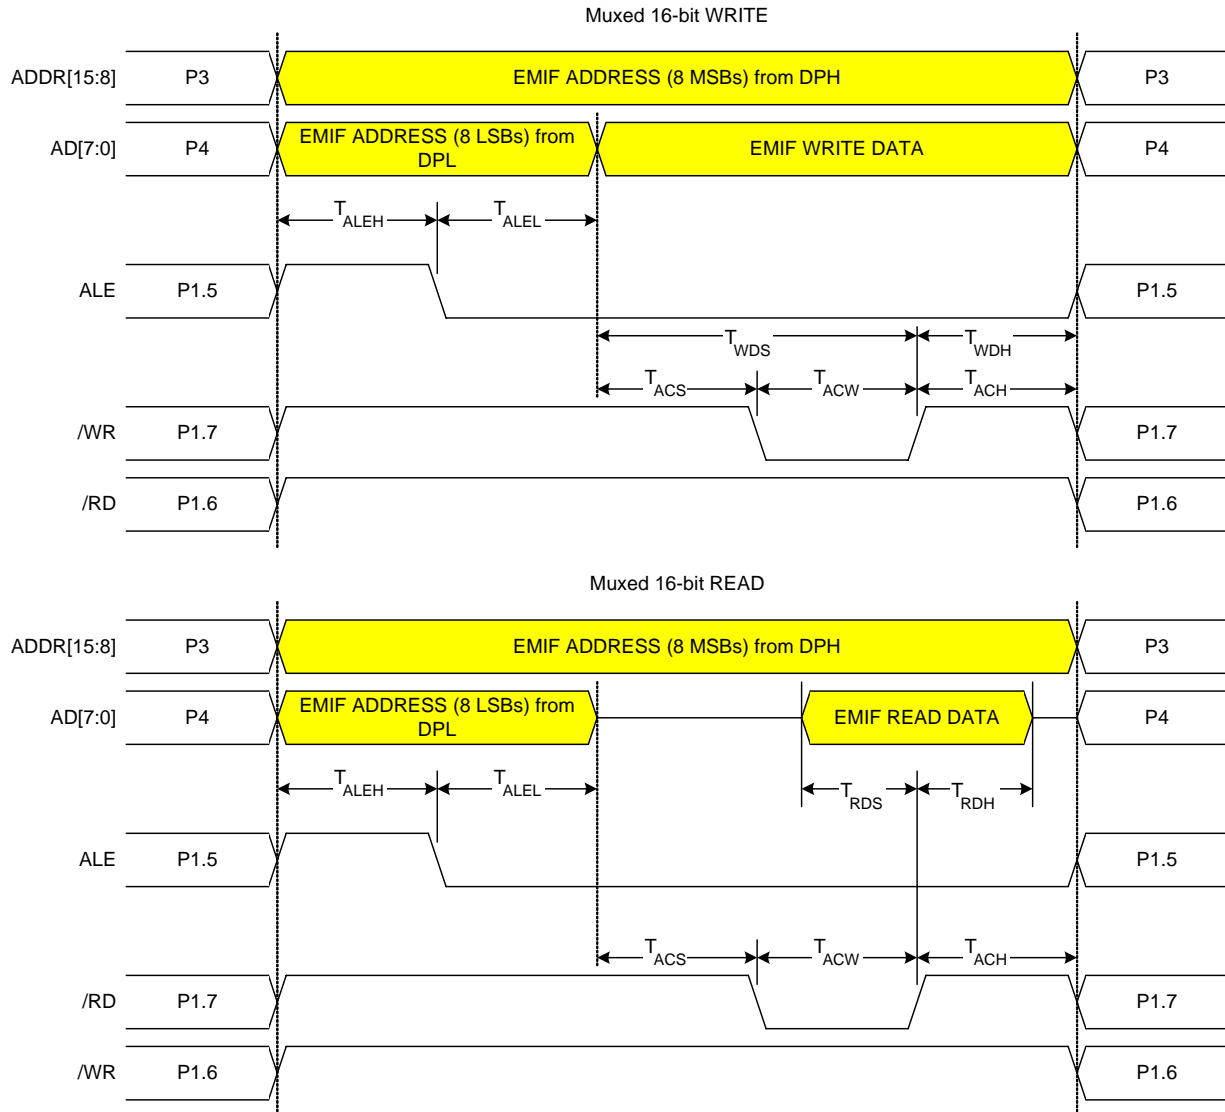 Muxed 16-bit WRITE
ADDR[15:8] P3 EMIF ADDRESS (8 MSBs) from DPH P3
AD[7:0] P4 EMIF ADDRESS (8 LSBs) from DPL EMIF WRITE DATA P4
TALEH TALEL
ALE P1.5 P1.5
TWDS TWDH
TACS TACW TACH
/WR P1.7 P1.7
/RD P1.6 P1.6
Muxed 16-bit READ
ADDR[15:8] P3 EMIF ADDRESS (8 MSBs) from DPH P3
AD[7:0] P4 EMIF ADDRESS (8 LSBs) from DPL EMIF READ DATA P4
TALEH TALEL TRDS TRDH
ALE P1.5 P1.5
TACS TACW TACH
/RD P1.7 P1.7
/WR P1.6 P1.6